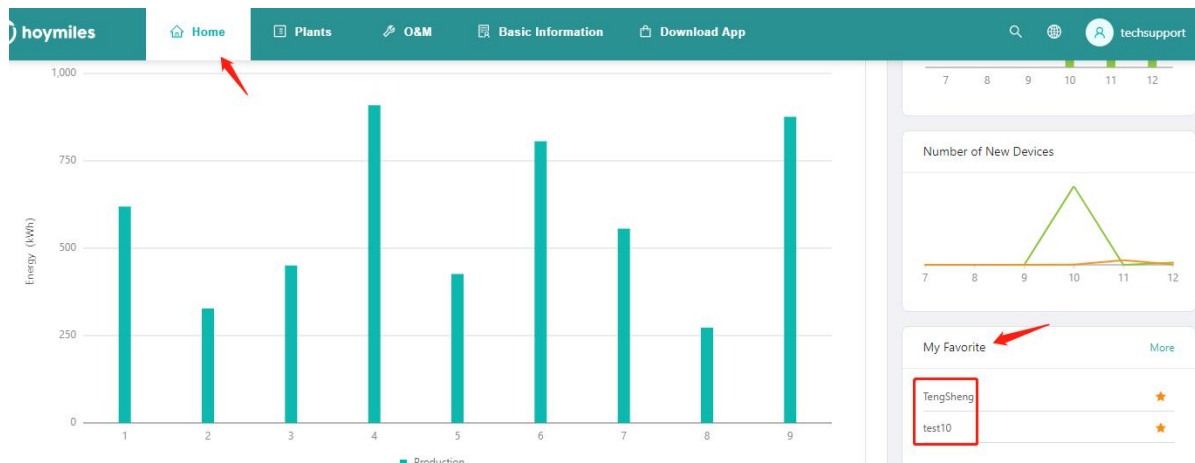 hoymiles
Home
Plants
O&M
Basic Information
Download App
techsupport
1,000
750
500
250
0
Energy (kWh)
1 2 3 4 5 6 7 8 9
Production
7 8 9 10 11 12
Number of New Devices
7 8 9 10 11 12
My Favorite
More
TengSheng
test10